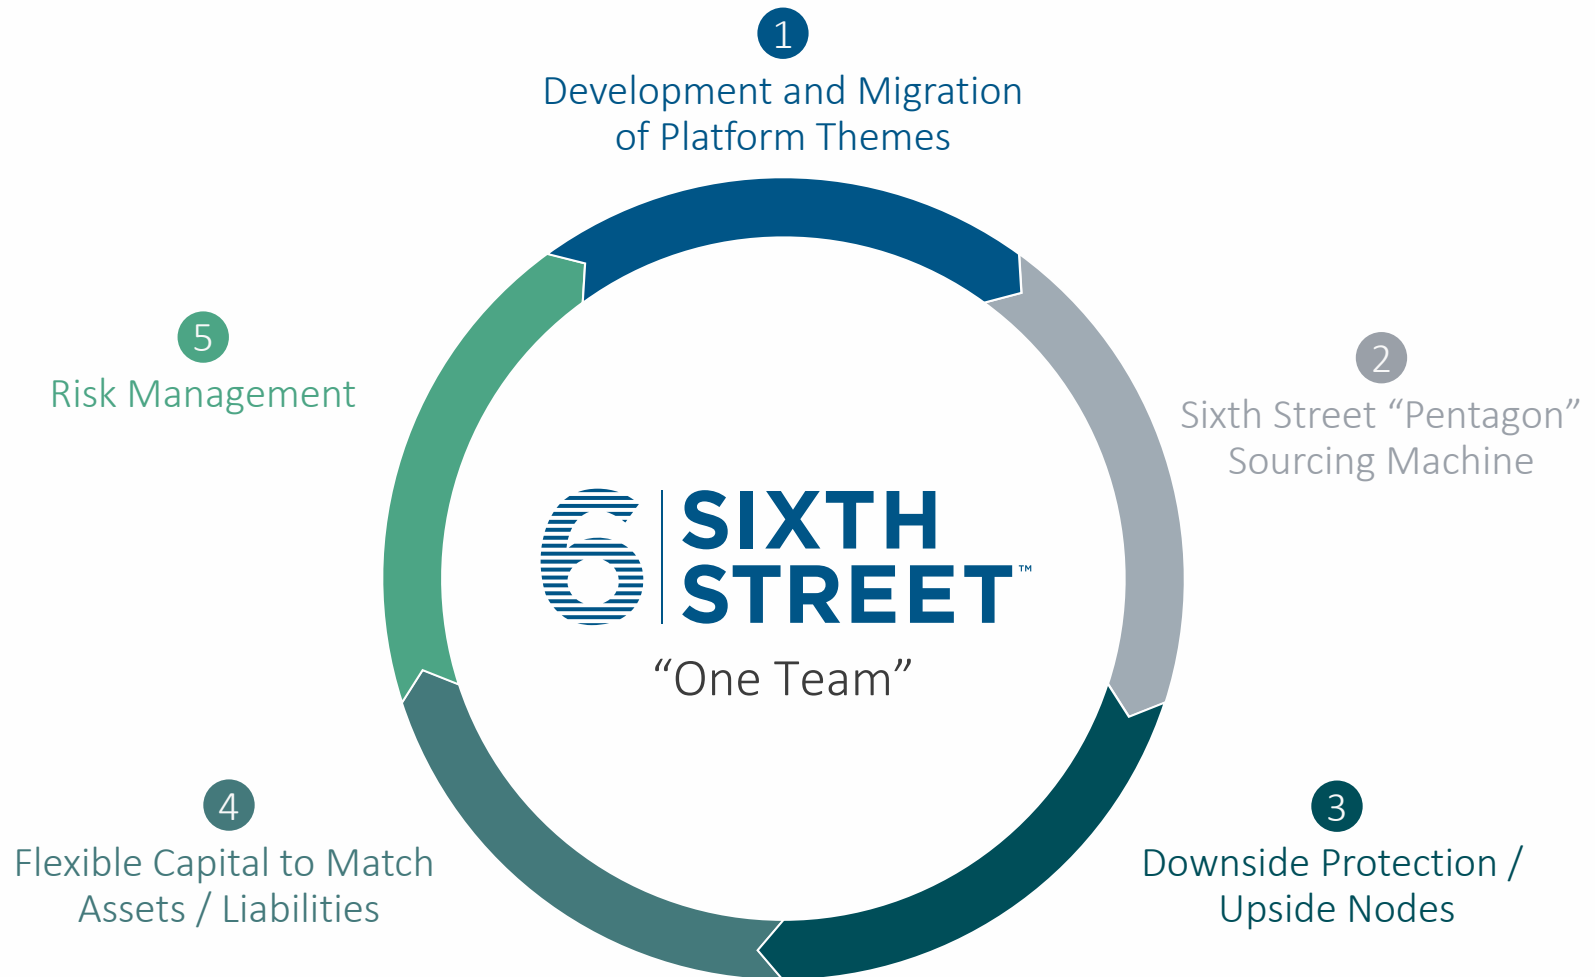 1
Development and Migration
of Platform Themes
2
Sixth Street “Pentagon”
Sourcing Machine
3
Downside Protection /
Upside Nodes
4
Flexible Capital to Match
Assets / Liabilities
5
Risk Management
6 SIXTH
STREET™
“One Team”